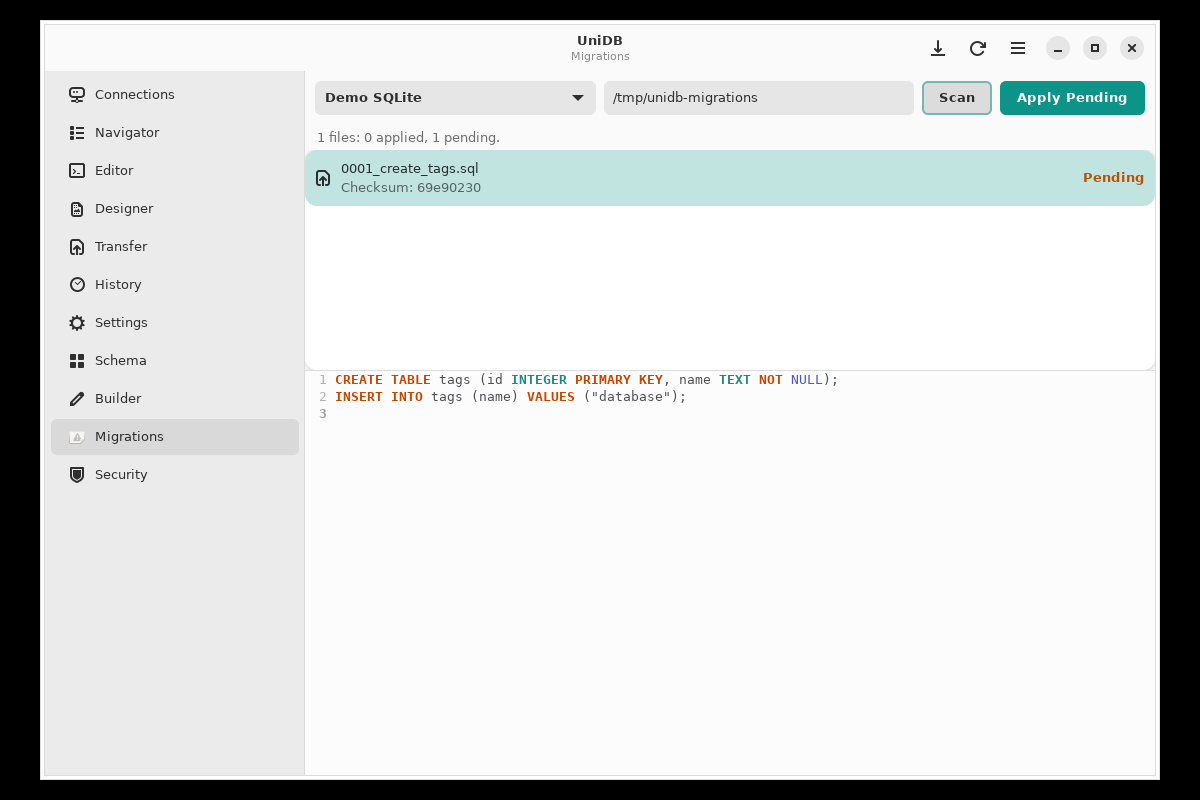 UniDB
Migrations
Connections
Navigator
Editor
Designer
Transfer
History
Settings
Schema
Builder
Migrations
Security
Demo SQLite
/tmp/unidb-migrations
Scan
Apply Pending
1 files: 0 applied, 1 pending.
0001_create_tags.sql
Checksum: 69e90230
Pending
1 CREATE TABLE tags (id INTEGER PRIMARY KEY, name TEXT NOT NULL);
2 INSERT INTO tags (name) VALUES ("database");
3